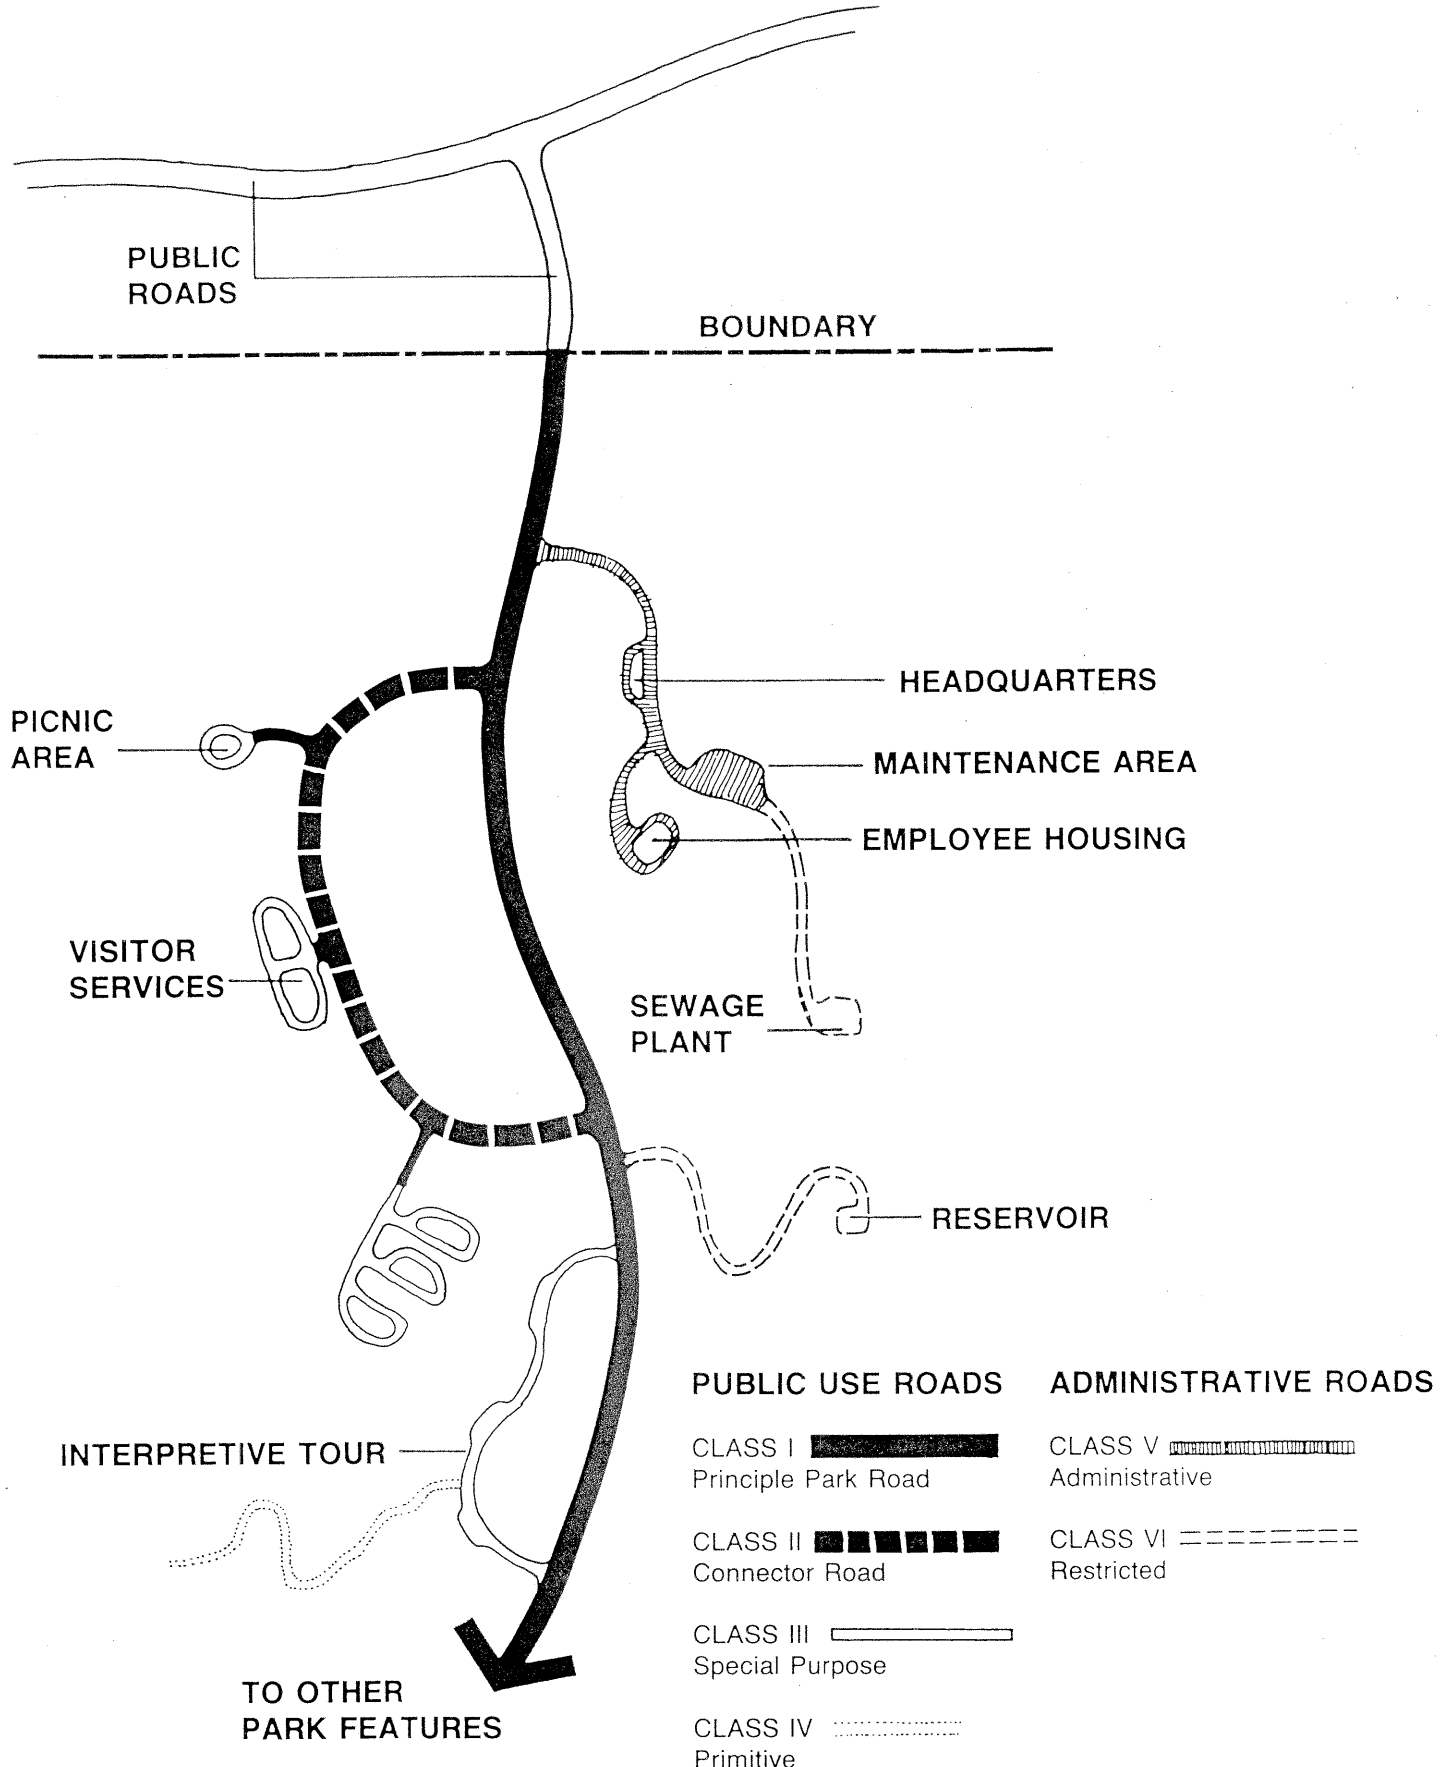 PUBLIC
ROADS
BOUNDARY
HEADQUARTERS
PICNIC
AREA
MAINTENANCE AREA
EMPLOYEE HOUSING
VISITOR
SERVICES
SEWAGE
PLANT
RESERVOIR
INTERPRETIVE TOUR
TO OTHER
PARK FEATURES
PUBLIC USE ROADS
CLASS I
Principle Park Road
CLASS II
Connector Road
CLASS III
Special Purpose
CLASS IV
Primitive
ADMINISTRATIVE ROADS
CLASS V
Administrative
CLASS VI
Restricted